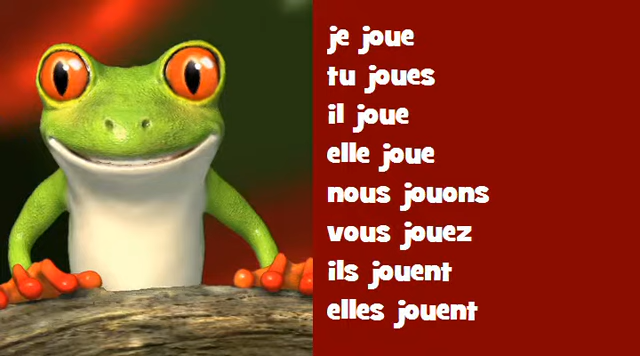 je joue
tu joues
il joue
elle joue
nous jouons
vous jouez
ils jouent
elles jouent